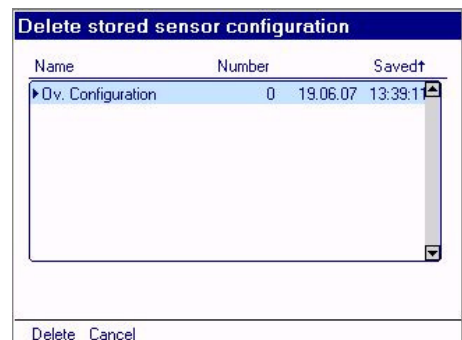 Delete stored sensor configuration
Name Number Saved↑
Ov. Configuration 0 19.06.07 13:39:11
Delete Cancel